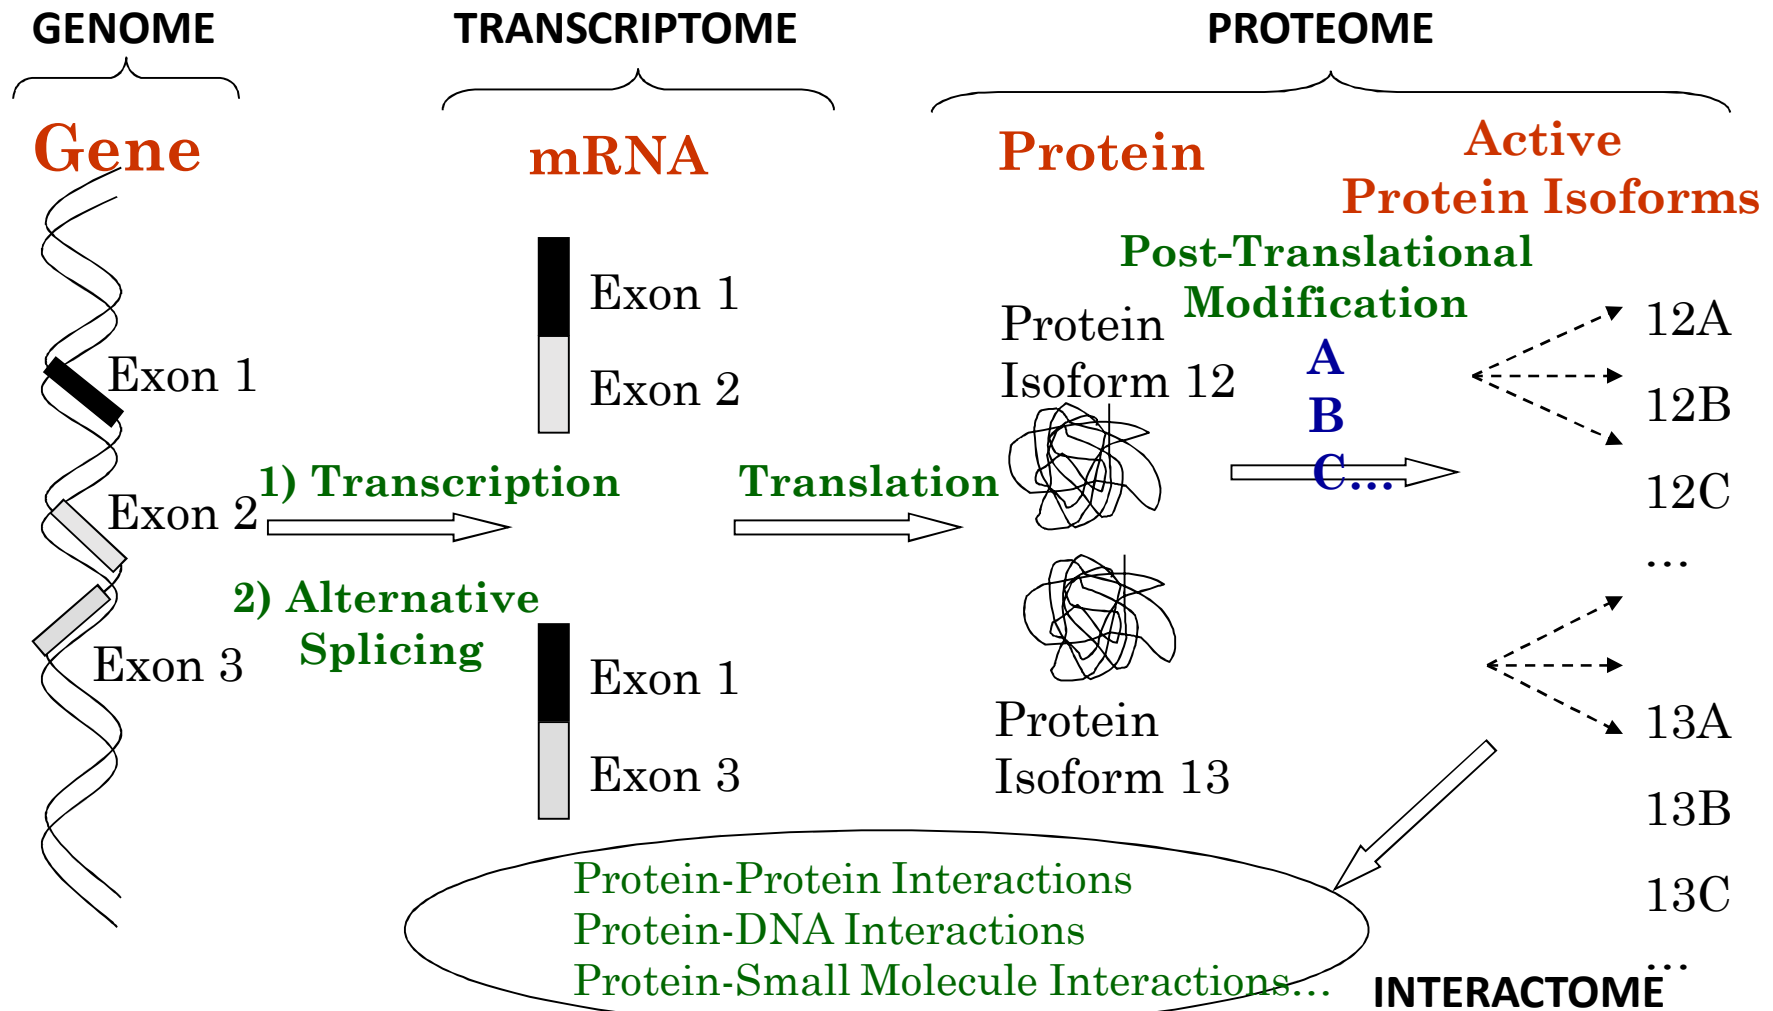 GENOME
TRANSCRIPTOME
PROTEOME
Gene
mRNA
Protein
Active
Protein Isoforms
Exon 1
Exon 2
Exon 3
1) Transcription
2) Alternative
Splicing
Exon 1
Exon 2
Exon 1
Exon 3
Translation
Protein
Isoform 12
Protein
Isoform 13
Post-Translational
Modification
A
B
C...
12A
12B
12C
...
13A
13B
13C
...
Protein-Protein Interactions
Protein-DNA Interactions
Protein-Small Molecule Interactions...
INTERACTOME